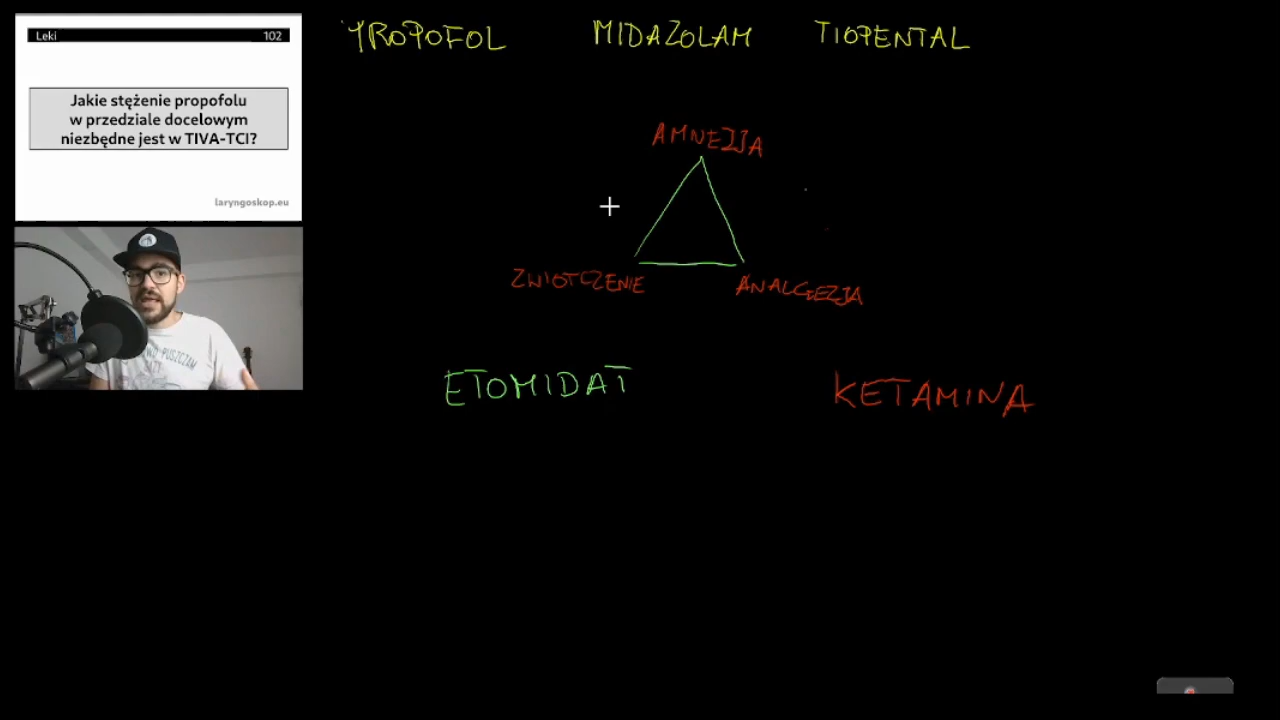 Leki 102
Jakie stężenie propofolu
w przedziale docelowym
niezbędne jest w TIVA-TCI?
laryngoskop.eu
PROPOFOL MIDAZOLAM TIOPENTAL
AMNEZJA
ZWIOTCZENIE ANALGEZJA
ETOMIDAT KETAMINA
PUSZCZAM